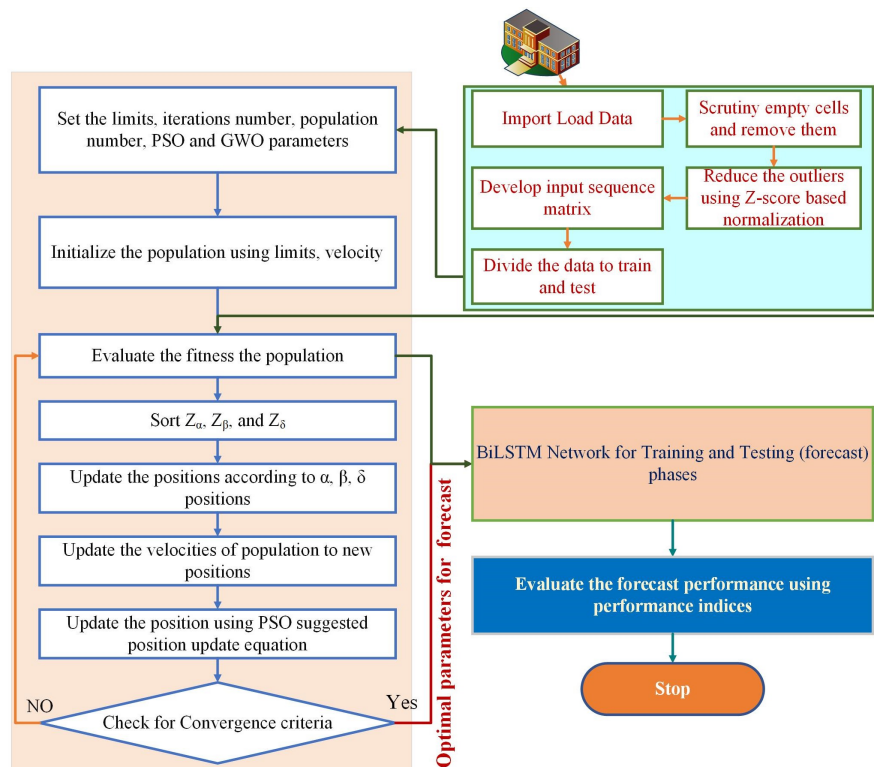 Set the limits, iterations number, population
number, PSO and GWO parameters
Initialize the population using limits, velocity
Evaluate the fitness the population
Sort Zα, Zβ, and Zδ
Update the positions according to α, β, δ
positions
Update the velocities of population to new
positions
Update the position using PSO suggested
position update equation
Check for Convergence criteria
NO
Yes
Optimal parameters for forecast
Import Load Data
Scrutiny empty cells
and remove them
Reduce the outliers
using Z-score based
normalization
Develop input sequence
matrix
Divide the data to train
and test
BiLSTM Network for Training and Testing (forecast)
phases
Evaluate the forecast performance using
performance indices
Stop